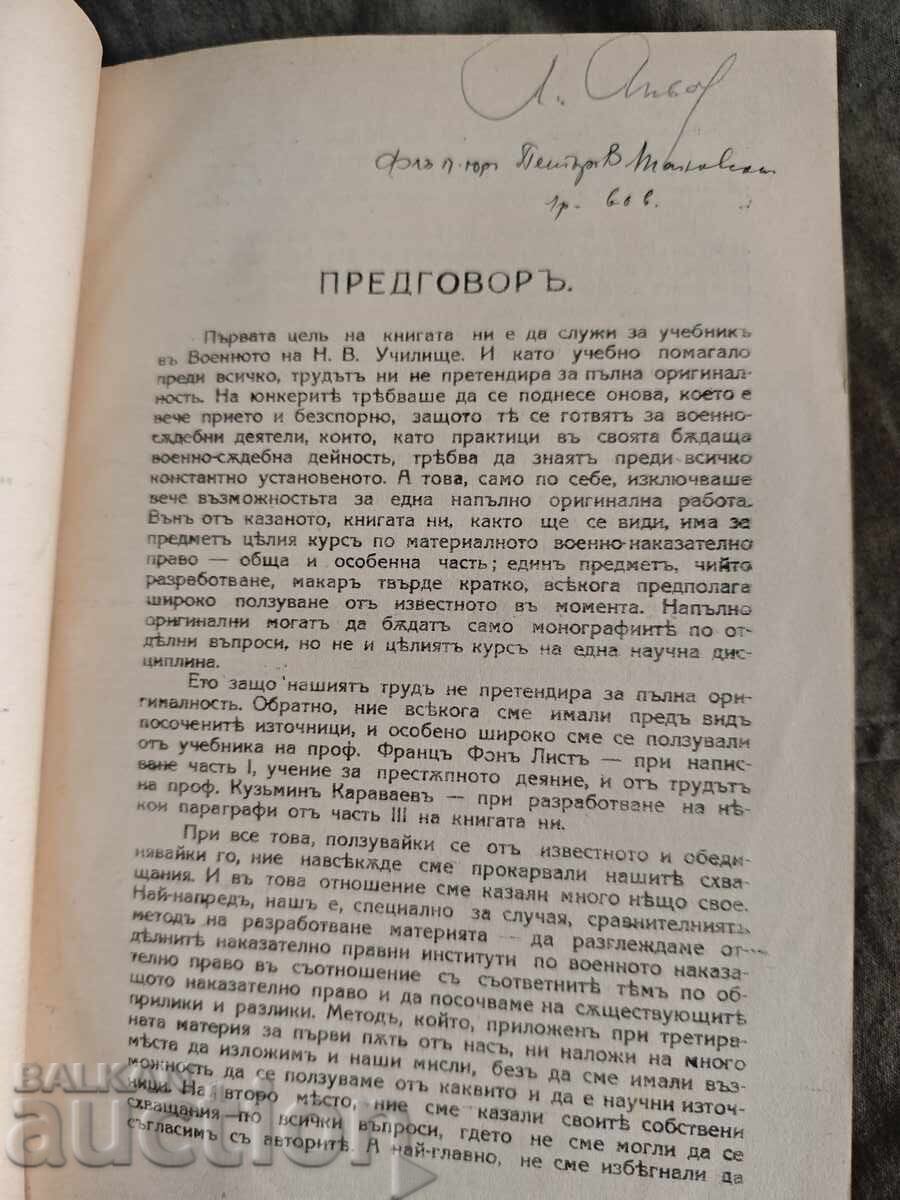 ПРЕДГОВОРЪ.
Първата цель на книгата ни е да служи за учебникъ
въ Военното на Н. В. Училище. И като учебно помагало
преди всичко, трудътъ ни не претендира за пълна оригинал-
ность. На юнкеритѣ трѣбваше да се поднесе онова, което е
вече прието и безспорно, защото тѣ се готвятъ за военно-
сѫдебни деятели, които, като практици въ своята бѫдаща
военно-сѫдебна дейность, трѣбва да знаятъ преди всичко
константно установеното. А това, само по себе, изключваше
вече възможностьта за една напълно оригинална работа.
Вънъ отъ казаното, книгата ни, както ще се види, има за
предметъ цѣлия курсъ по материалното военно-наказателно
право — обща и особенна часть; единъ предметъ, чийто
разработване, макаръ твърде кратко, всѣкога предполага
широко ползуване отъ известното въ момента. Напълно
оригинални могатъ да бѫдатъ само монографиитѣ по от-
дѣлни въпроси, но не и цѣлиятъ курсъ на една научна дис-
циплина.
Ето защо нашиятъ трудъ не претендира за пълна ори-
гиналность. Обратно, ние всѣкога сме имали предъ видъ
посоченитѣ източници, и особено широко сме се ползували
отъ учебника на проф. Францъ Фэнъ Листъ — при написване
ване часть I, учение за престѫпното деяние, и отъ трудътъ
на проф. Кузьминъ Караваевъ — при разработване на нѣ-
кои параграфи отъ часть III на книгата ни.
При все това, ползувайки се отъ известното и обеди-
нявайки го, ние навсѣкѫде сме прокарвали нашитѣ схва-
щания. И въ това отношение сме казали много нѣщо свое.
Най-напредъ, нашъ е, специално за случая, сравнителниятъ
методъ на разработване материята — да разглеждаме от-
дѣлнитѣ наказателно правни институти по военното наказа-
телно право въ съотношение съ съответнитѣ тѣмъ по об-
щото наказателно право и да посочваме на сѫществующитѣ
прилики и разлики. Методъ, който, приложенъ при третира-
ната материя за първи пѫть отъ насъ, ни наложи на много
мѣста да изложимъ и наши мисли, безъ да сме имали въз-
можность да се ползуваме отъ каквито и да е научни източ-
ници. На второ мѣсто, ние сме казали своитѣ собствени
схващания по всички въпроси, гдето не сме могли да се
съгласимъ съ авторитѣ. А най-главно, не сме избѣгнали да
BALKAN
auction